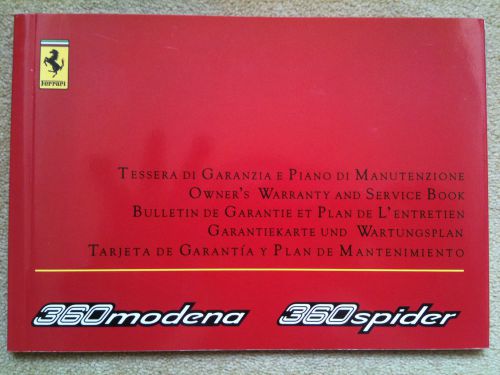 Ferrari
TESSERA DI GARANZIA E PIANO DI MANUTENZIONE
OWNER'S WARRANTY AND SERVICE BOOK
BULLETIN DE GARANTIE ET PLAN DE L'ENTRETIEN
GARANTIEKARTE UND WARTUNGSPLAN
TARJETA DE GARANTÍA Y PLAN DE MANTENIMIENTO
360modena 360spider